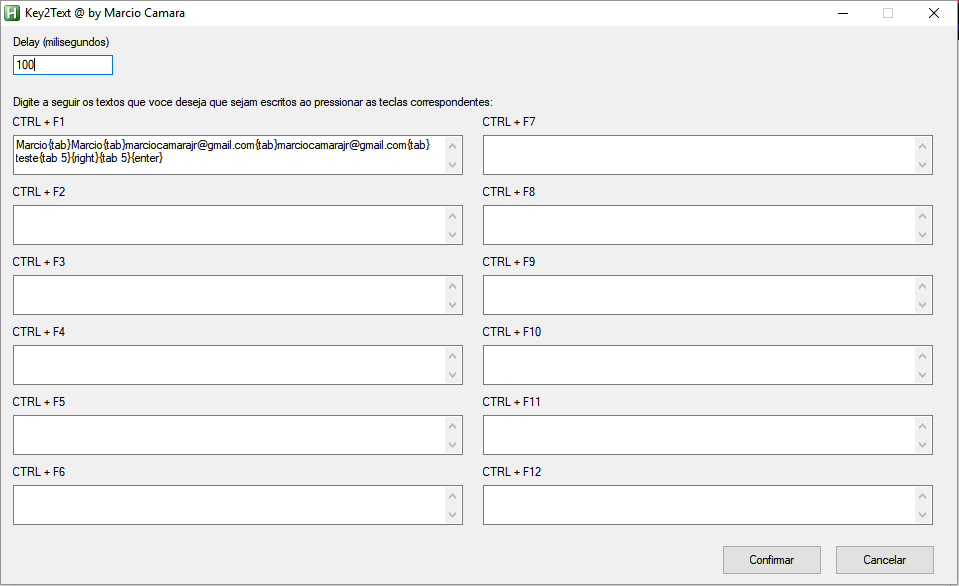 Key2Text @ by Marcio Camara
Delay (milisegundos)
100
Digite a seguir os textos que voce deseja que sejam escritos ao pressionar as teclas correspondentes:
CTRL + F1
Marcio{tab}Marcio{tab}marciocamarajr@gmail.com{tab}marciocamarajr@gmail.com{tab}
teste{tab 5}{right}{tab 5}{enter}
CTRL + F2
CTRL + F3
CTRL + F4
CTRL + F5
CTRL + F6
CTRL + F7
CTRL + F8
CTRL + F9
CTRL + F10
CTRL + F11
CTRL + F12
Confirmar
Cancelar